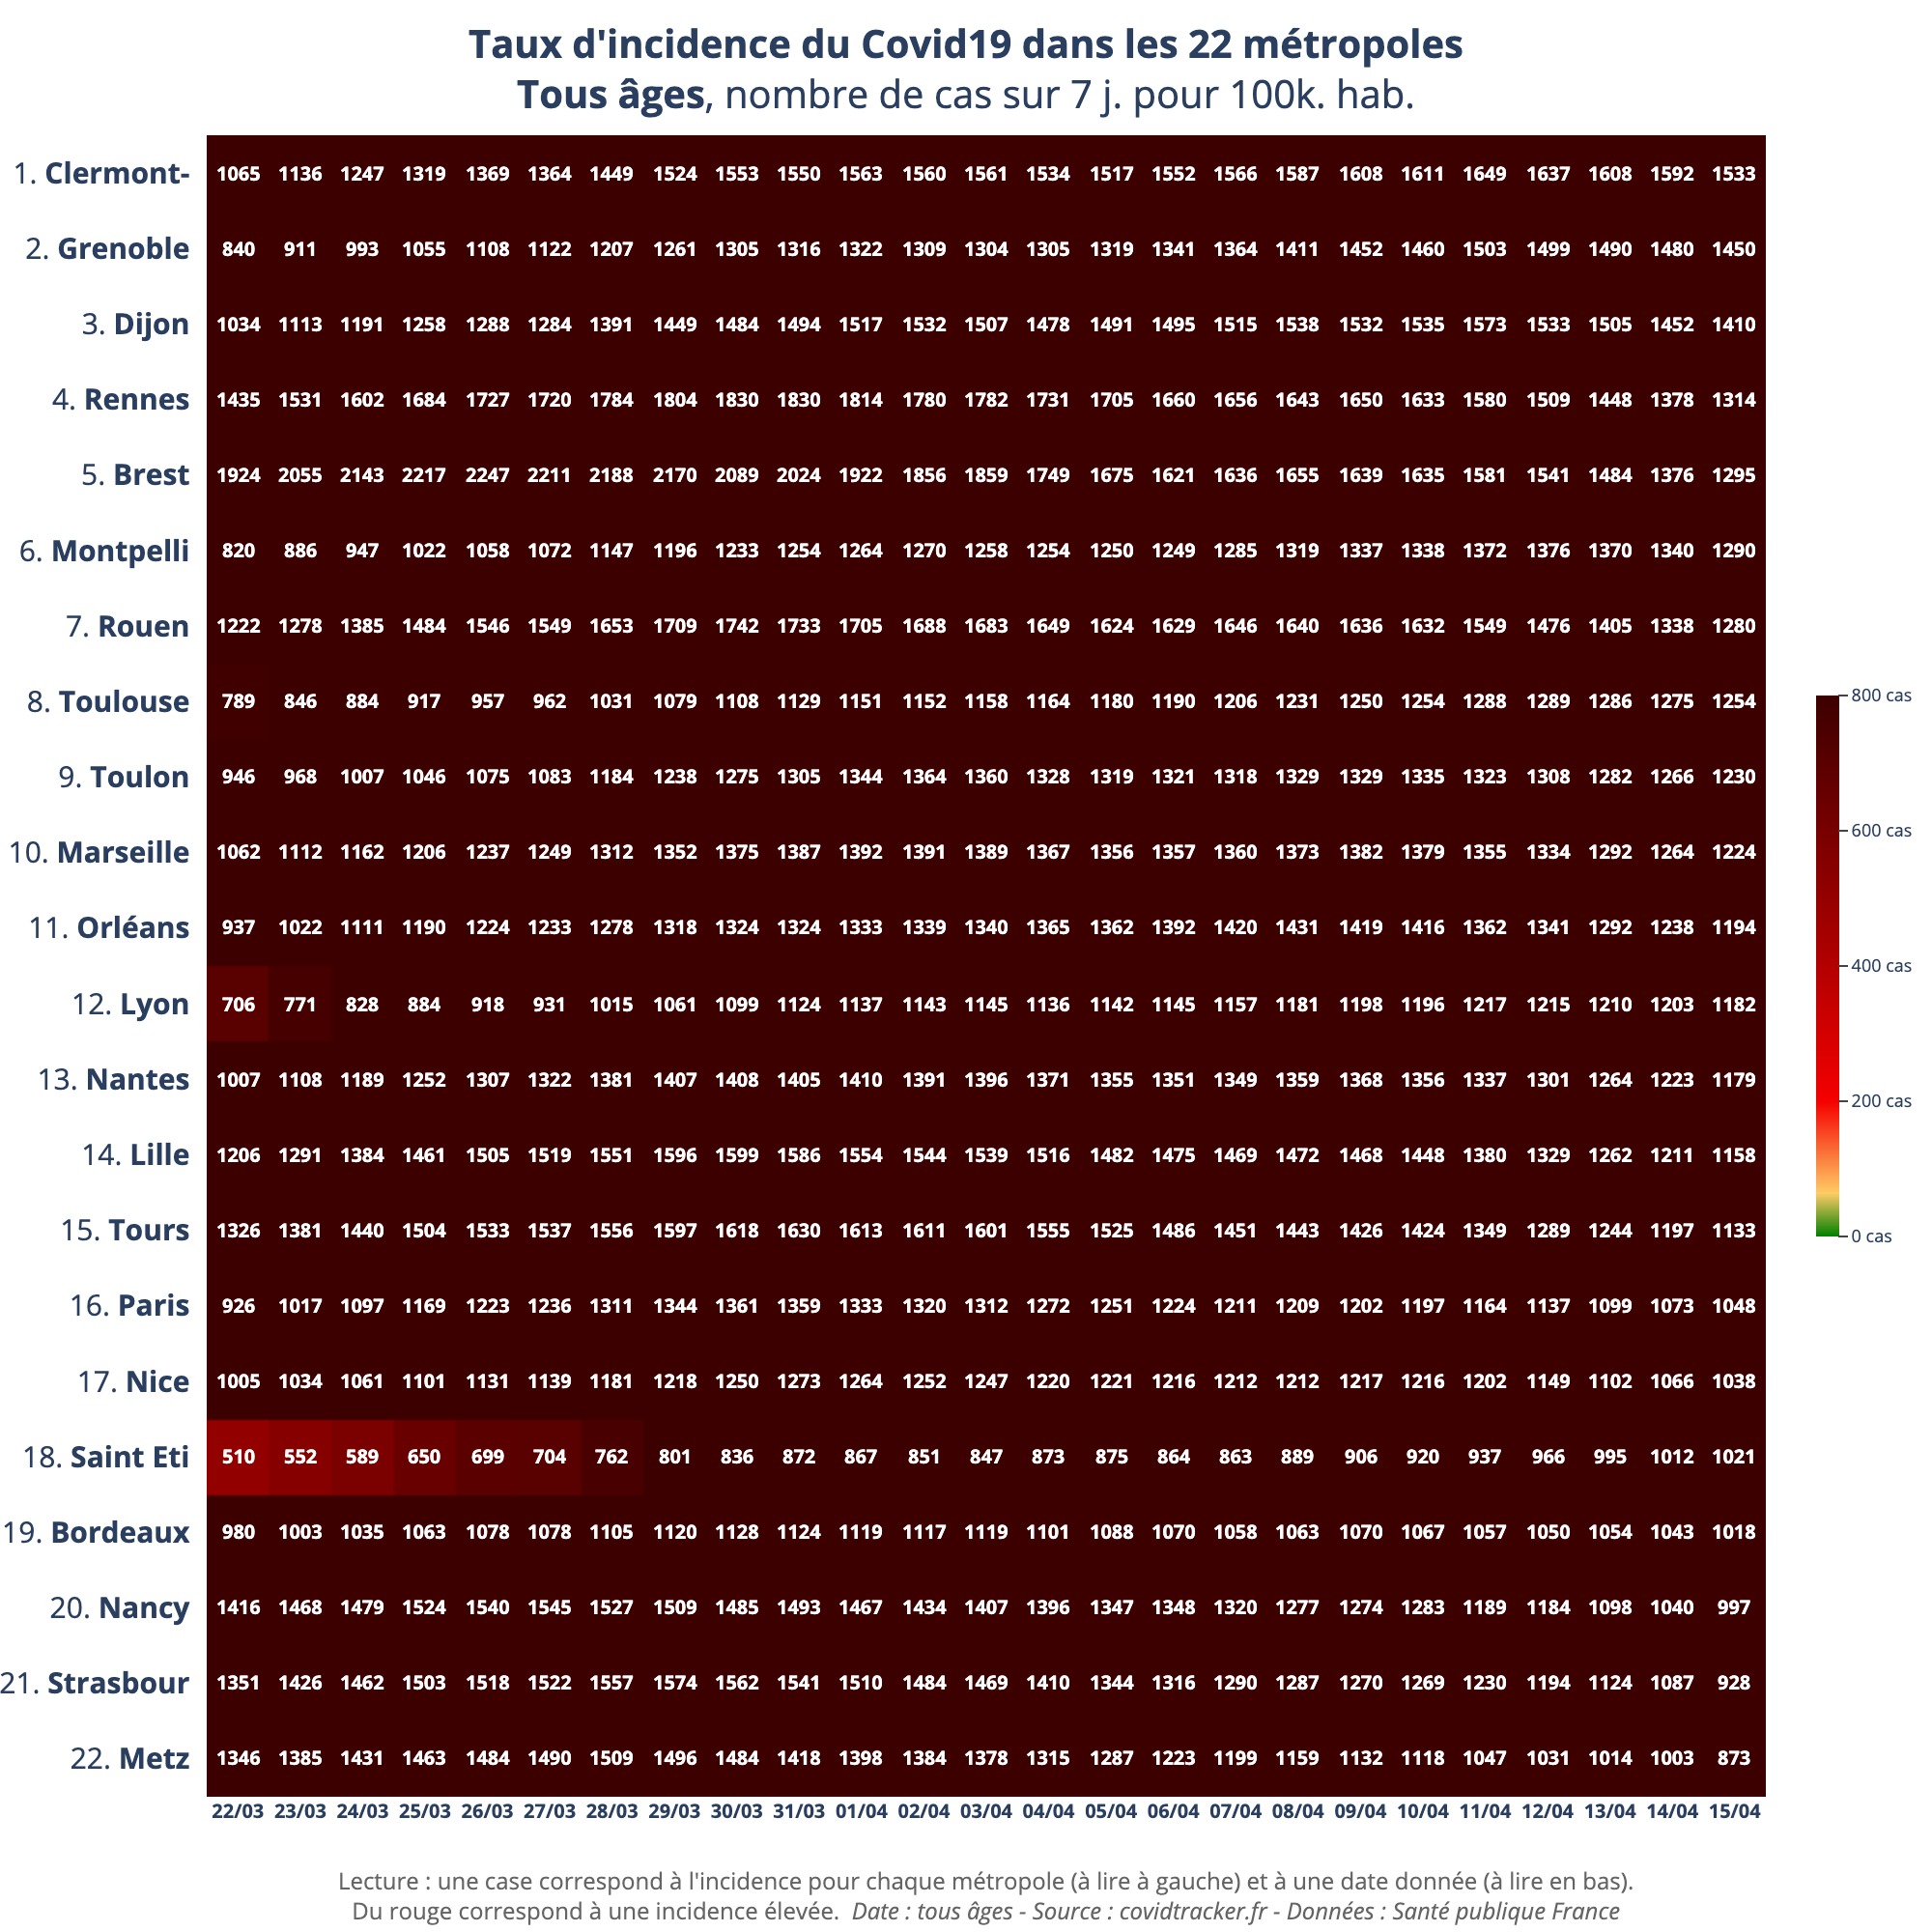 Taux d'incidence du Covid19 dans les 22 métropoles
Tous âges, nombre de cas sur 7 j. pour 100k. hab.
1. Clermont- 1065 1136 1247 1319 1369 1364 1449 1524 1553 1550 1563 1560 1561 1534 1517 1552 1566 1587 1608 1611 1649 1637 1608 1592 1533
2. Grenoble 840 911 993 1055 1108 1122 1207 1261 1305 1316 1322 1309 1304 1305 1319 1341 1364 1411 1452 1460 1503 1499 1490 1480 1450
3. Dijon 1034 1113 1191 1258 1288 1284 1391 1449 1484 1494 1517 1532 1507 1478 1491 1495 1515 1538 1532 1535 1573 1533 1505 1452 1410
4. Rennes 1435 1531 1602 1684 1727 1720 1784 1804 1830 1830 1814 1780 1782 1731 1705 1660 1656 1643 1650 1633 1580 1509 1448 1378 1314
5. Brest 1924 2055 2143 2217 2247 2211 2188 2170 2089 2024 1922 1856 1859 1749 1675 1621 1636 1655 1639 1635 1581 1541 1484 1376 1295
6. Montpelli 820 886 947 1022 1058 1072 1147 1196 1233 1254 1264 1270 1258 1254 1250 1249 1285 1319 1337 1338 1372 1376 1370 1340 1290
7. Rouen 1222 1278 1385 1484 1546 1549 1653 1709 1742 1733 1705 1688 1683 1649 1624 1629 1646 1640 1636 1632 1549 1476 1405 1338 1280
8. Toulouse 789 846 884 917 957 962 1031 1079 1108 1129 1151 1152 1158 1164 1180 1190 1206 1231 1250 1254 1288 1289 1286 1275 1254
9. Toulon 946 968 1007 1046 1075 1083 1184 1238 1275 1305 1344 1364 1360 1328 1319 1321 1318 1329 1329 1335 1323 1308 1282 1266 1230
10. Marseille 1062 1112 1162 1206 1237 1249 1312 1352 1375 1387 1392 1391 1389 1367 1356 1357 1360 1373 1382 1379 1355 1334 1292 1264 1224
11. Orléans 937 1022 1111 1190 1224 1233 1278 1318 1324 1324 1333 1339 1340 1365 1362 1392 1420 1431 1419 1416 1362 1341 1292 1238 1194
12. Lyon 706 771 828 884 918 931 1015 1061 1099 1124 1137 1143 1145 1136 1142 1145 1157 1181 1198 1196 1217 1215 1210 1203 1182
13. Nantes 1007 1108 1189 1252 1307 1322 1381 1407 1408 1405 1410 1391 1396 1371 1355 1351 1349 1359 1368 1356 1337 1301 1264 1223 1179
14. Lille 1206 1291 1384 1461 1505 1519 1551 1596 1599 1586 1554 1544 1539 1516 1482 1475 1469 1472 1468 1448 1380 1329 1262 1211 1158
15. Tours 1326 1381 1440 1504 1533 1537 1556 1597 1618 1630 1613 1611 1601 1555 1525 1486 1451 1443 1426 1424 1349 1289 1244 1197 1133
16. Paris 926 1017 1097 1169 1223 1236 1311 1344 1361 1359 1333 1320 1312 1272 1251 1224 1211 1209 1202 1197 1164 1137 1099 1073 1048
17. Nice 1005 1034 1061 1101 1131 1139 1181 1218 1250 1273 1264 1252 1247 1220 1221 1216 1212 1212 1217 1216 1202 1149 1102 1066 1038
18. Saint Eti 510 552 589 650 699 704 762 801 836 872 867 851 847 873 875 864 863 889 906 920 937 966 995 1012 1021
19. Bordeaux 980 1003 1035 1063 1078 1078 1105 1120 1128 1124 1119 1117 1119 1101 1088 1070 1058 1063 1070 1067 1057 1050 1054 1043 1018
20. Nancy 1416 1468 1479 1524 1540 1545 1527 1509 1485 1493 1467 1434 1407 1396 1347 1348 1320 1277 1274 1283 1189 1184 1098 1040 997
21. Strasbour 1351 1426 1462 1503 1518 1522 1557 1574 1562 1541 1510 1484 1469 1410 1344 1316 1290 1287 1270 1269 1230 1194 1124 1087 928
22. Metz 1346 1385 1431 1463 1484 1490 1509 1496 1484 1418 1398 1384 1378 1315 1287 1223 1199 1159 1132 1118 1047 1031 1014 1003 873
22/03 23/03 24/03 25/03 26/03 27/03 28/03 29/03 30/03 31/03 01/04 02/04 03/04 04/04 05/04 06/04 07/04 08/04 09/04 10/04 11/04 12/04 13/04 14/04 15/04
800 cas
600 cas
400 cas
200 cas
0 cas
Lecture : une case correspond à l'incidence pour chaque métropole (à lire à gauche) et à une date donnée (à lire en bas).
Du rouge correspond à une incidence élevée. Date : tous âges - Source : covidtracker.fr - Données : Santé publique France